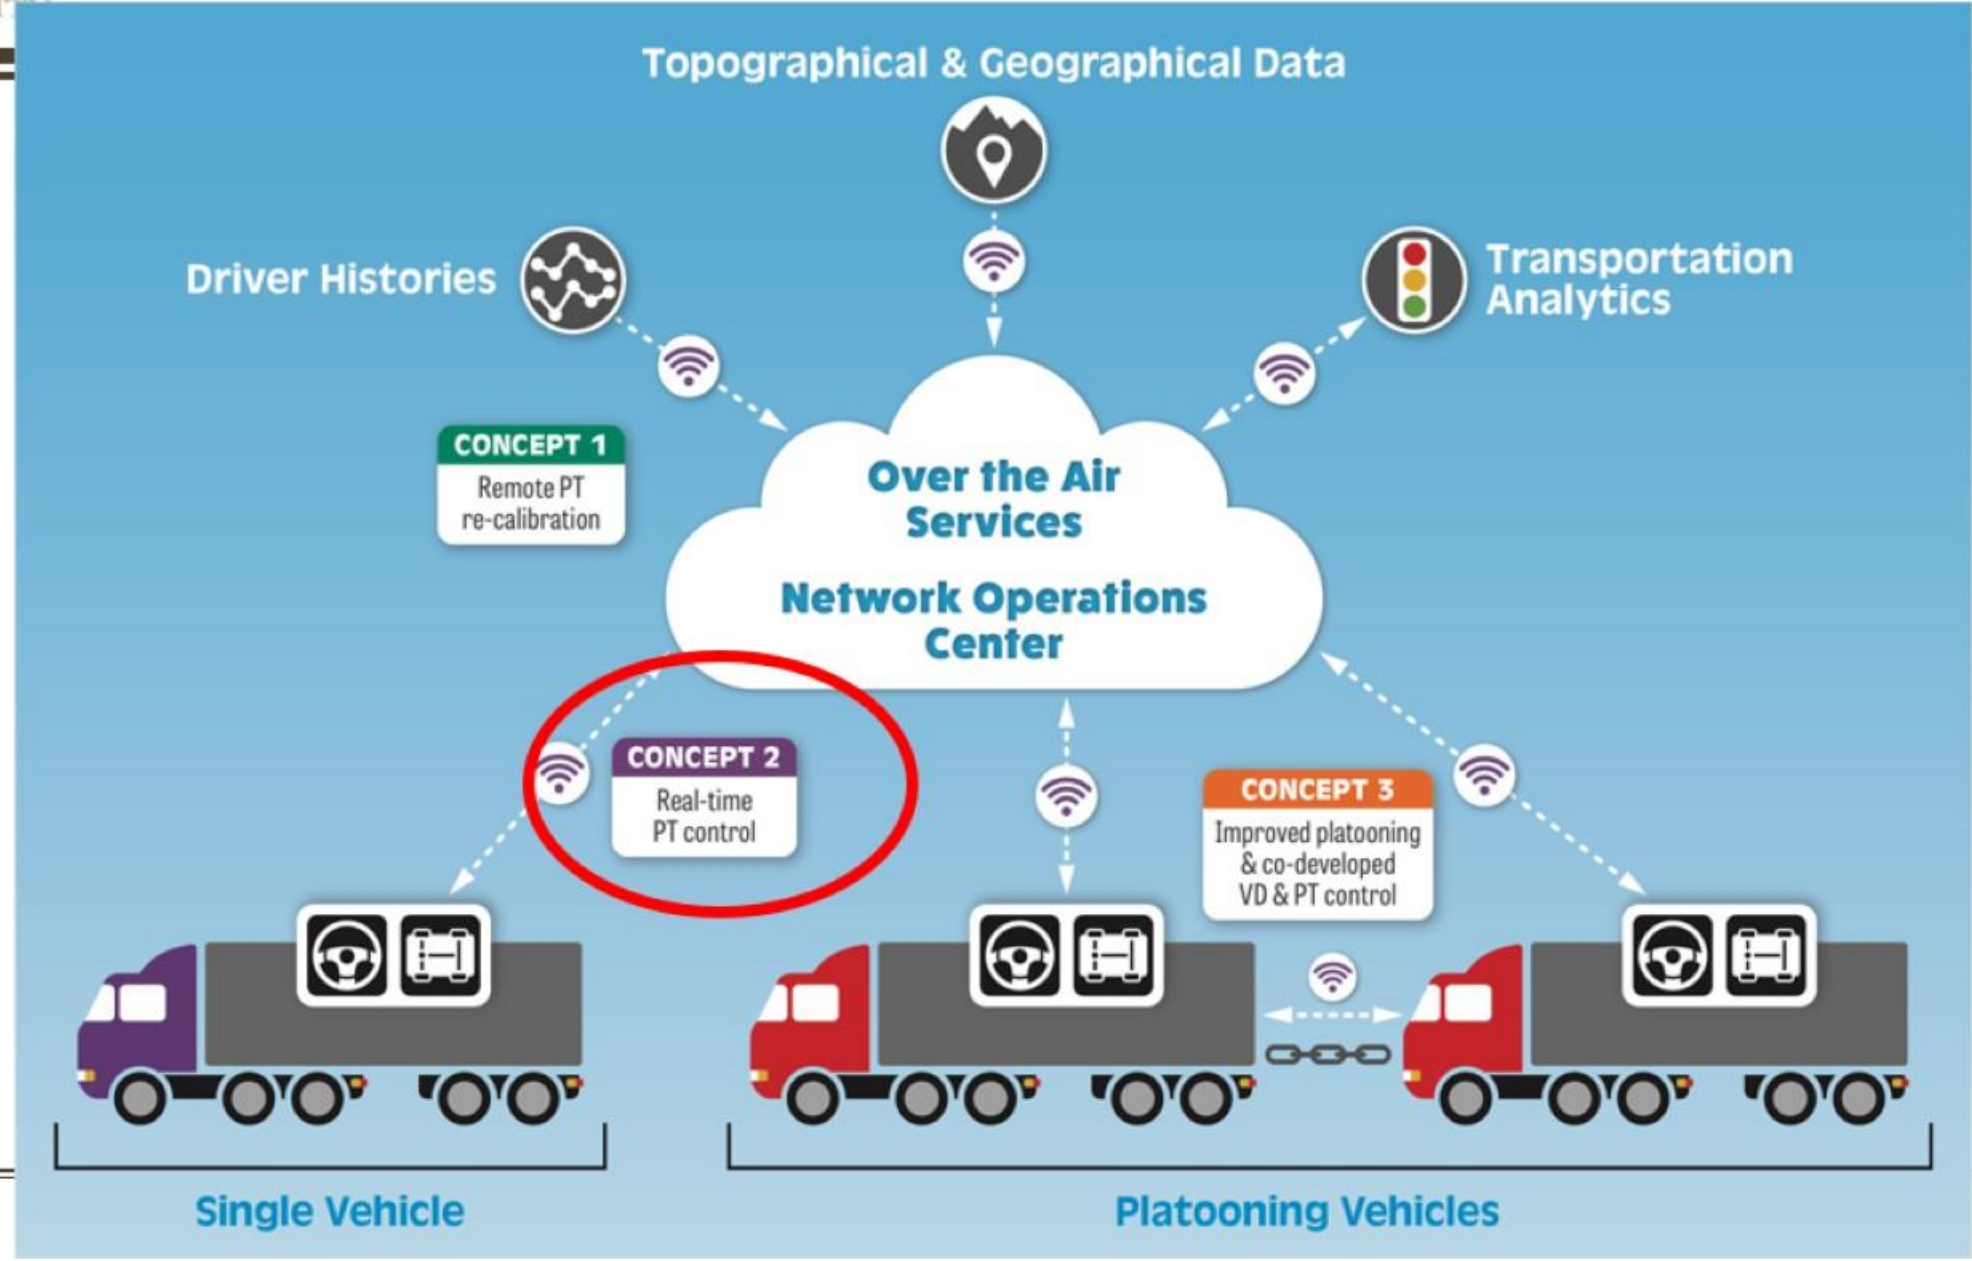 Topographical & Geographical Data
Driver Histories
Transportation
Analytics
CONCEPT 1
Remote PT
re-calibration
Over the Air
Services
Network Operations
Center
CONCEPT 2
Real-time
PT control
CONCEPT 3
Improved platooning
& co-developed
VD & PT control
Single Vehicle
Platooning Vehicles